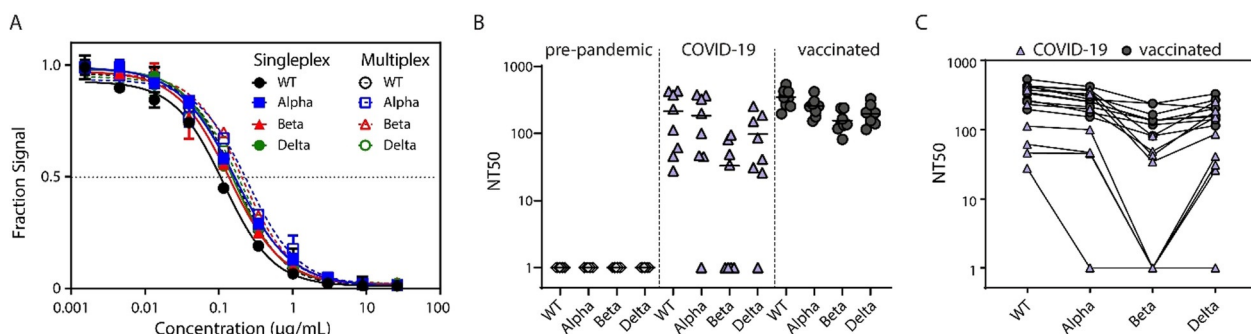 A
Fraction Signal
1.0
0.5
0
0.001
0.01
0.1
1
10
100
Concentration (ug/mL)
Singleplex
WT
Alpha
Beta
Delta
Multiplex
WT
Alpha
Beta
Delta
B
pre-pandemic
COVID-19
vaccinated
NT50
1000
100
10
1
WT
Alpha
Beta
Delta
WT
Alpha
Beta
Delta
WT
Alpha
Beta
Delta
C
COVID-19
vaccinated
NT50
1000
100
10
1
WT
Alpha
Beta
Delta